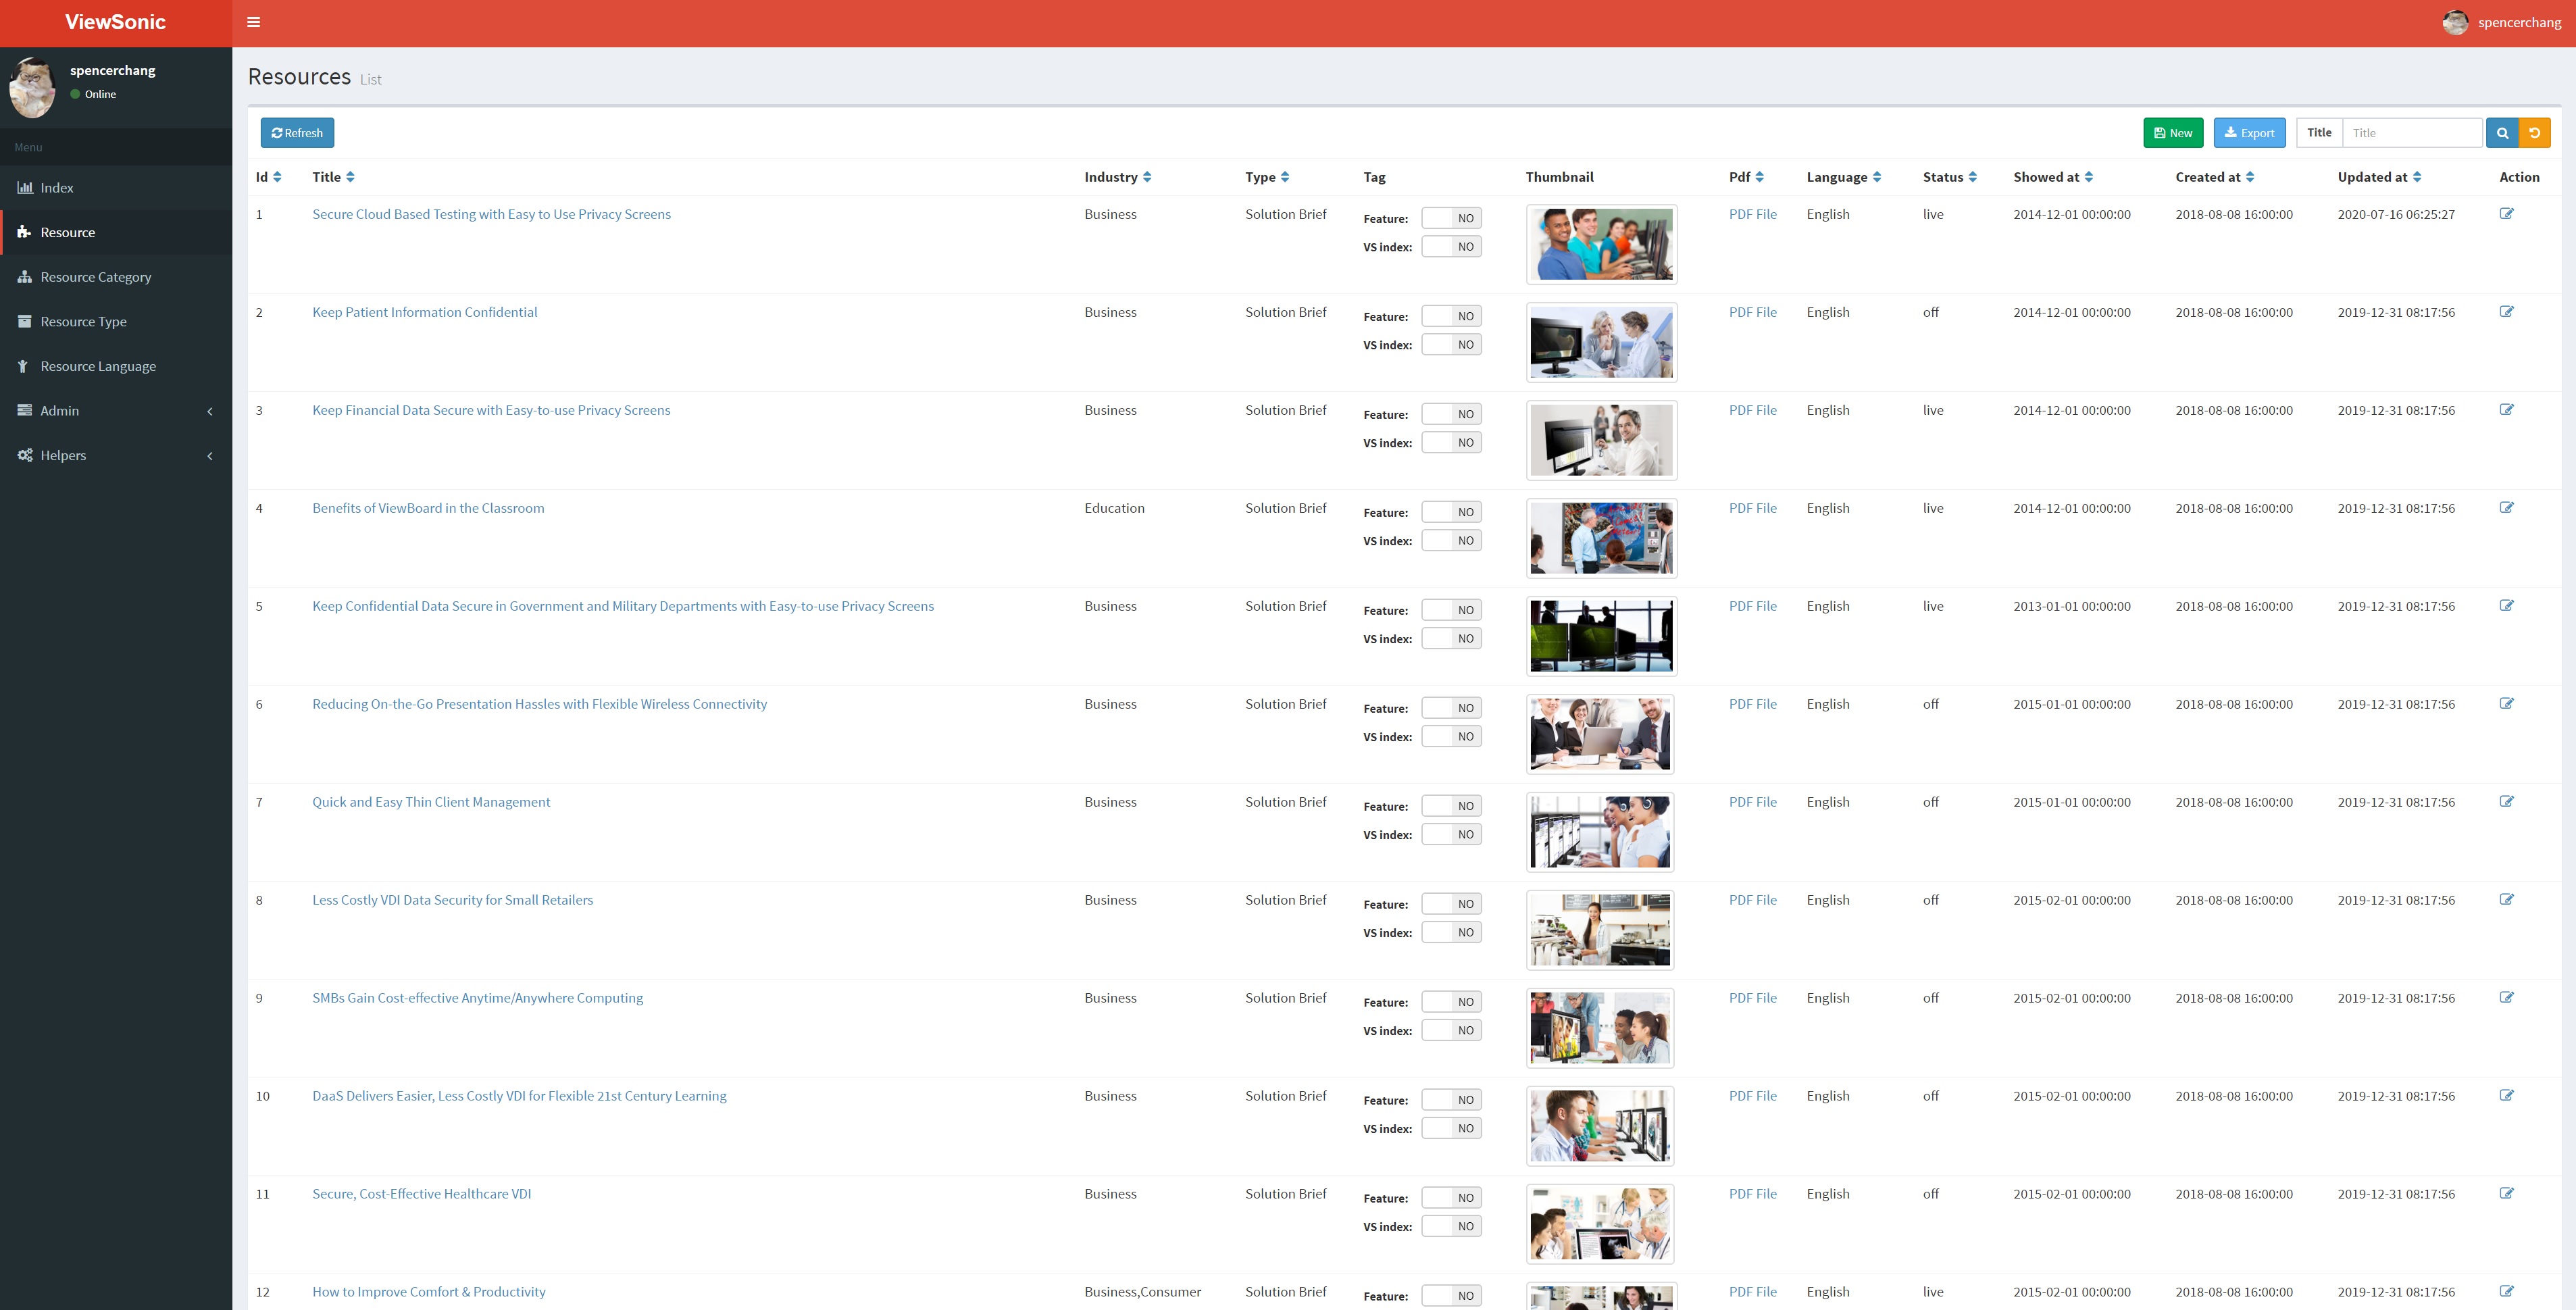 ViewSonic
spencerchang
spencerchang
Online
Menu
Index
Resource
Resource Category
Resource Type
Resource Language
Admin
Helpers
Resources List
Refresh
New Export Title Title
Id Title Industry Type Tag Thumbnail Pdf Language Status Showed at Created at Updated at Action
1 Secure Cloud Based Testing with Easy to Use Privacy Screens Business Solution Brief Feature: NO PDF File English live 2014-12-01 00:00:00 2018-08-08 16:00:00 2020-07-16 06:25:27
VS index: NO
2 Keep Patient Information Confidential Business Solution Brief Feature: NO PDF File English off 2014-12-01 00:00:00 2018-08-08 16:00:00 2019-12-31 08:17:56
VS index: NO
3 Keep Financial Data Secure with Easy-to-use Privacy Screens Business Solution Brief Feature: NO PDF File English live 2014-12-01 00:00:00 2018-08-08 16:00:00 2019-12-31 08:17:56
VS index: NO
4 Benefits of ViewBoard in the Classroom Education Solution Brief Feature: NO PDF File English live 2014-12-01 00:00:00 2018-08-08 16:00:00 2019-12-31 08:17:56
VS index: NO
5 Keep Confidential Data Secure in Government and Military Departments with Easy-to-use Privacy Screens Business Solution Brief Feature: NO PDF File English live 2013-01-01 00:00:00 2018-08-08 16:00:00 2019-12-31 08:17:56
VS index: NO
6 Reducing On-the-Go Presentation Hassles with Flexible Wireless Connectivity Business Solution Brief Feature: NO PDF File English off 2015-01-01 00:00:00 2018-08-08 16:00:00 2019-12-31 08:17:56
VS index: NO
7 Quick and Easy Thin Client Management Business Solution Brief Feature: NO PDF File English off 2015-01-01 00:00:00 2018-08-08 16:00:00 2019-12-31 08:17:56
VS index: NO
8 Less Costly VDI Data Security for Small Retailers Business Solution Brief Feature: NO PDF File English off 2015-02-01 00:00:00 2018-08-08 16:00:00 2019-12-31 08:17:56
VS index: NO
9 SMBs Gain Cost-effective Anytime/Anywhere Computing Business Solution Brief Feature: NO PDF File English off 2015-02-01 00:00:00 2018-08-08 16:00:00 2019-12-31 08:17:56
VS index: NO
10 DaaS Delivers Easier, Less Costly VDI for Flexible 21st Century Learning Business Solution Brief Feature: NO PDF File English off 2015-02-01 00:00:00 2018-08-08 16:00:00 2019-12-31 08:17:56
VS index: NO
11 Secure, Cost-Effective Healthcare VDI Business Solution Brief Feature: NO PDF File English off 2015-02-01 00:00:00 2018-08-08 16:00:00 2019-12-31 08:17:56
VS index: NO
12 How to Improve Comfort & Productivity Business,Consumer Solution Brief Feature: NO PDF File English live 2015-02-01 00:00:00 2018-08-08 16:00:00 2019-12-31 08:17:56